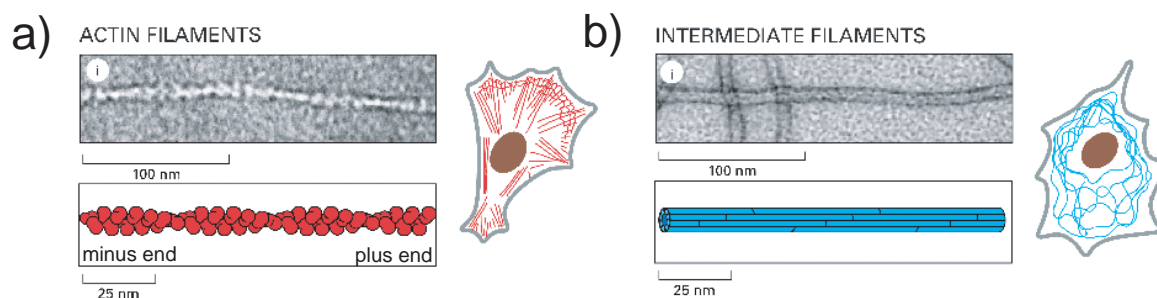 a)
ACTIN FILAMENTS
i
100 nm
minus end
plus end
25 nm
b)
INTERMEDIATE FILAMENTS
i
100 nm
25 nm